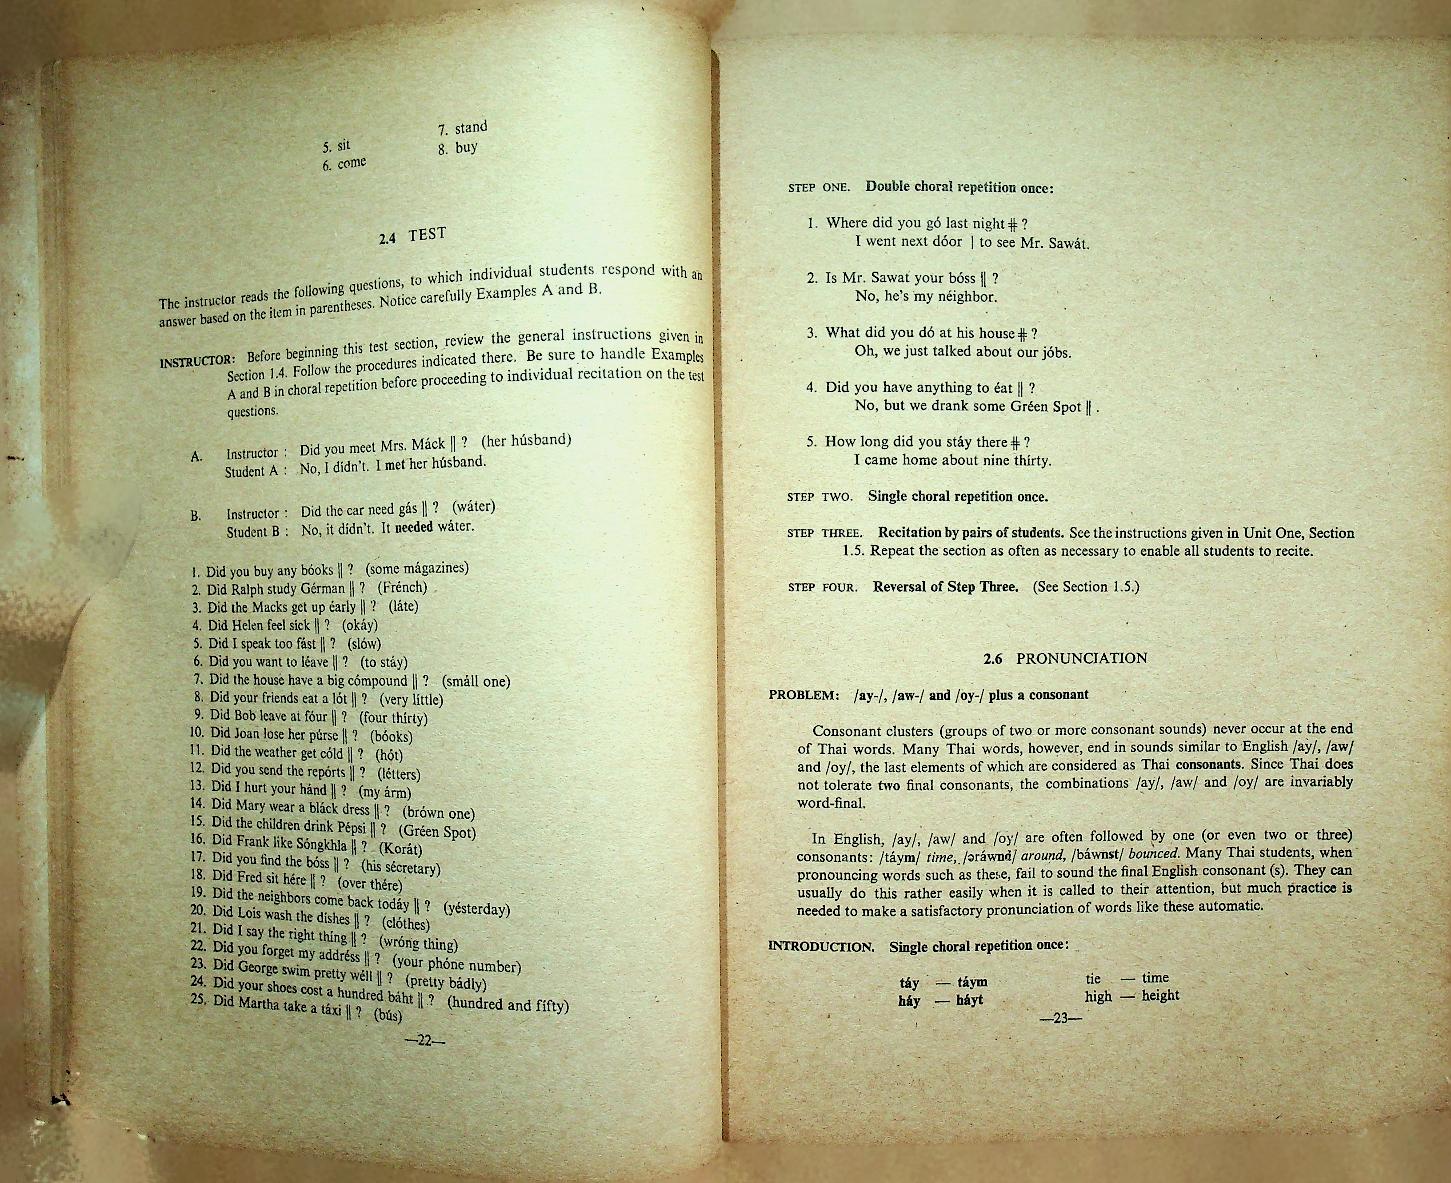 5. sit
6. come
7. stand
8. buy
2.4 TEST
The instructor reads the following questions, to which individual students respond with an
answer based on the item in parentheses. Notice carefully Examples A and B.
INSTRUCTOR: Before beginning this test section, review the general instructions given in
Section 1.4. Follow the procedures indicated there. Be sure to handle Examples
A and B in choral repetition before proceeding to individual recitation on the test
questions.
A. Instructor : Did you meet Mrs. Máck || ? (her húsband)
Student A : No, I dídn't. I met her húsband.
B. Instructor : Did the car need gás || ? (wáter)
Student B : No, it dídn't. It needed wáter.
1. Did you buy any bóoks || ? (some mágazines)
2. Did Ralph study Gérman || ? (Frénch)
3. Did the Macks get up éarly || ? (láte)
4. Did Helen feel síck || ? (okáy)
5. Did I speak too fást || ? (slów)
6. Did you want to léave || ? (to stáy)
7. Did the house have a big cómpound || ? (smáll one)
8. Did your friends eat a lót || ? (very líttle)
9. Did Bob leave at fóur || ? (four thírty)
10. Did Joan lose her púrse || ? (bóoks)
11. Did the weather get cóld || ? (hót)
12. Did you send the repórts || ? (létters)
13. Did I hurt your hánd || ? (my árm)
14. Did Mary wear a bláck dress || ? (brówn one)
15. Did the children drink Pépsi || ? (Gréen Spot)
16. Did Frank like Sóngkhla || ? (Korát)
17. Did you find the bóss || ? (his sécretary)
18. Did Fred sit hére || ? (over thére)
19. Did the neighbors come back todáy || ? (yésterday)
20. Did Lois wash the díshes || ? (clóthes)
21. Did I say the right thing || ? (wróng thing)
22. Did you forget my addréss || ? (your phóne number)
23. Did George swim pretty wéll || ? (pretty bádly)
24. Did your shoes cost a hundred báht || ? (hundred and fífty)
25. Did Martha take a táxi || ? (bús)
—22—
STEP ONE. Double choral repetition once:
1. Where did you gó last night # ?
I went next dóor | to see Mr. Sawát.
2. Is Mr. Sawat your bóss || ?
No, he's my néighbor.
3. What did you dó at his house # ?
Oh, we just talked about our jóbs.
4. Did you have anything to éat || ?
No, but we drank some Gréen Spot || .
5. How long did you stáy there # ?
I came home about nine thírty.
STEP TWO. Single choral repetition once.
STEP THREE. Recitation by pairs of students. See the instructions given in Unit One, Section
1.5. Repeat the section as often as necessary to enable all students to recite.
STEP FOUR. Reversal of Step Three. (See Section 1.5.)
2.6 PRONUNCIATION
PROBLEM: /ay-/, /aw-/ and /oy-/ plus a consonant
Consonant clusters (groups of two or more consonant sounds) never occur at the end
of Thai words. Many Thai words, however, end in sounds similar to English /ay/, /aw/
and /oy/, the last elements of which are considered as Thai consonants. Since Thai does
not tolerate two final consonants, the combinations /ay/, /aw/ and /oy/ are invariably
word-final.
In English, /ay/, /aw/ and /oy/ are often followed by one (or even two or three)
consonants: /táym/ time, /əráwnd/ around, /báwnst/ bounced. Many Thai students, when
pronouncing words such as these, fail to sound the final English consonant (s). They can
usually do this rather easily when it is called to their attention, but much practice is
needed to make a satisfactory pronunciation of words like these automatic.
INTRODUCTION. Single choral repetition once:
táy — táym tie — time
háy — háyt high — height
—23—